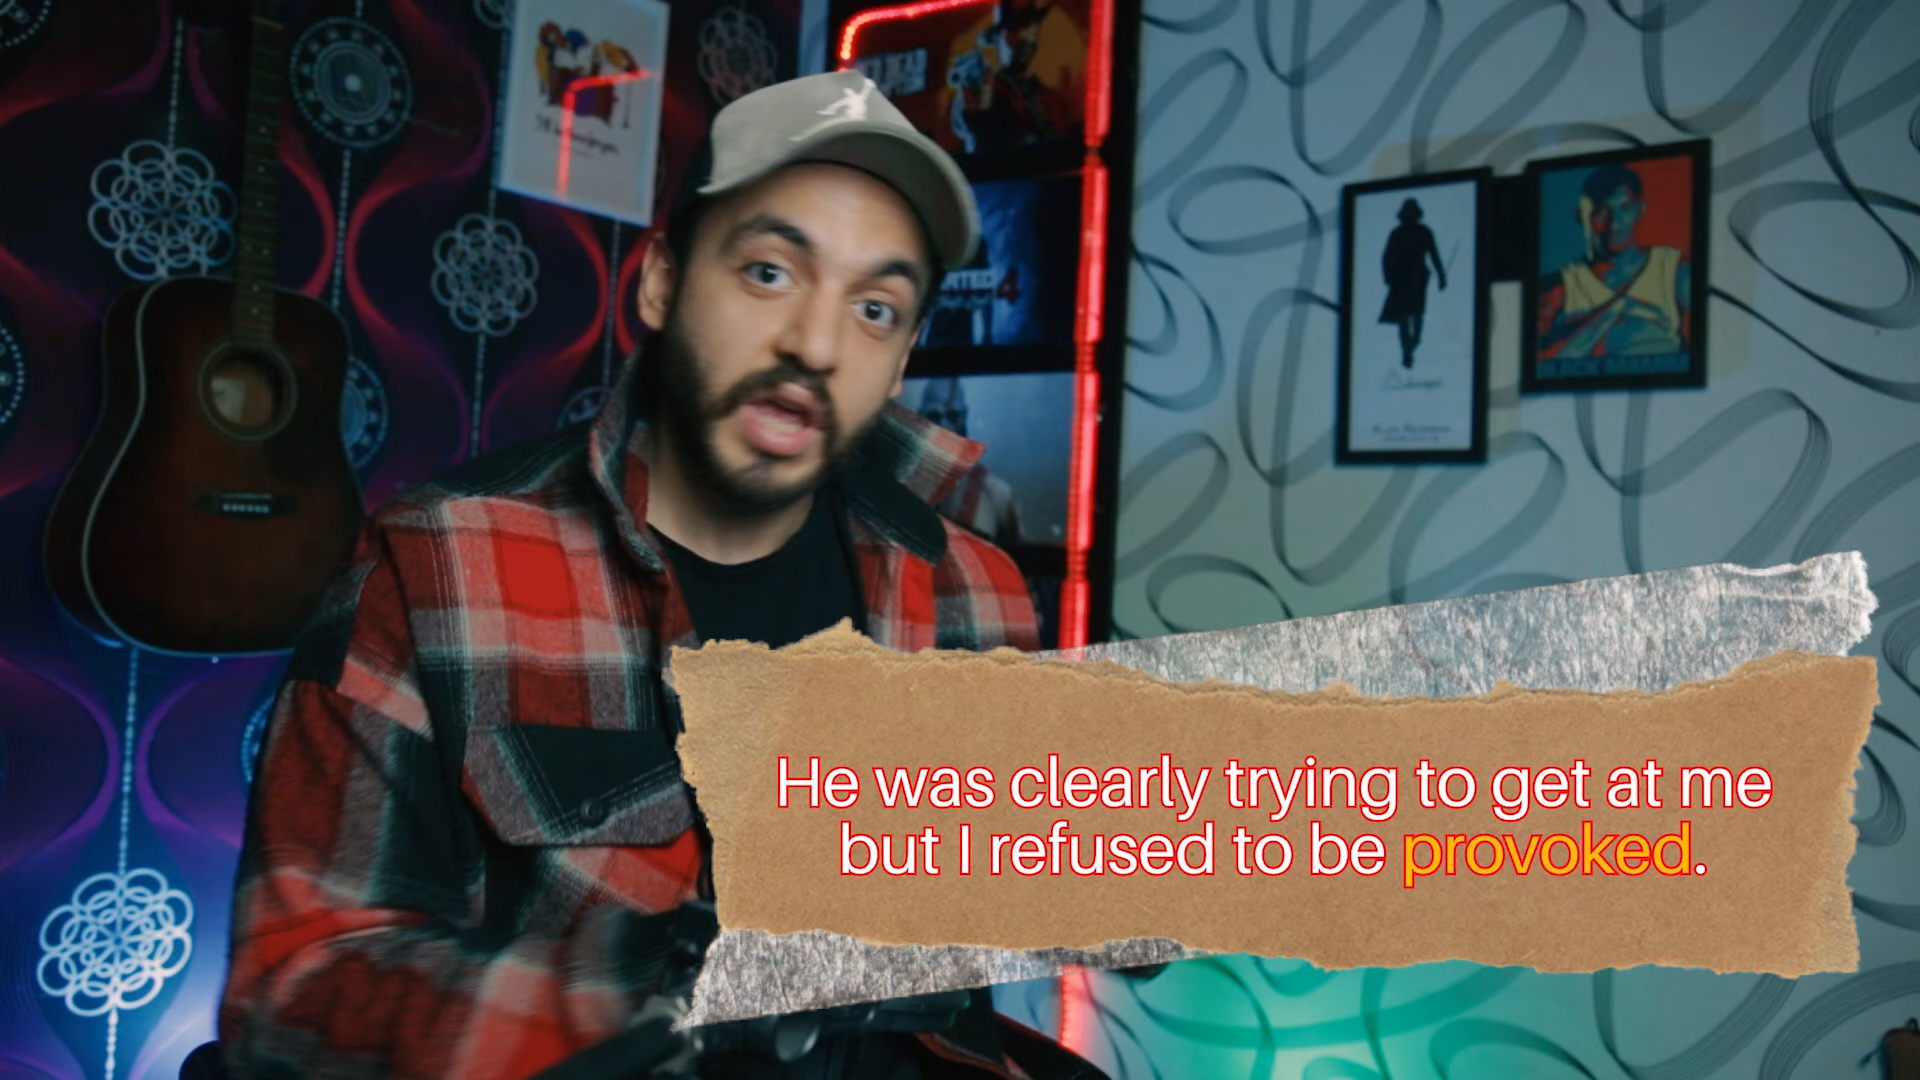 He was clearly trying to get at me
but I refused to be provoked.